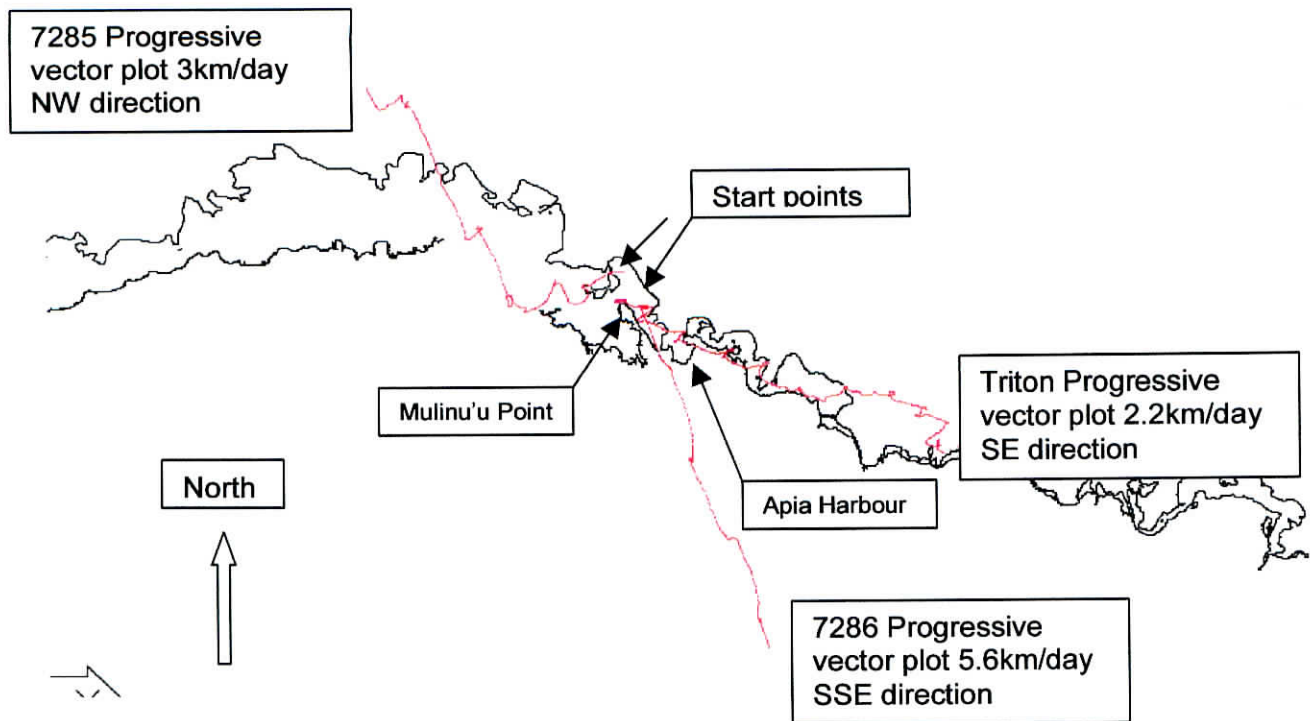 7285 Progressive
vector plot 3km/day
NW direction
Start points
Mulinu'u Point
Triton Progressive
vector plot 2.2km/day
SE direction
North
Apia Harbour
7286 Progressive
vector plot 5.6km/day
SSE direction